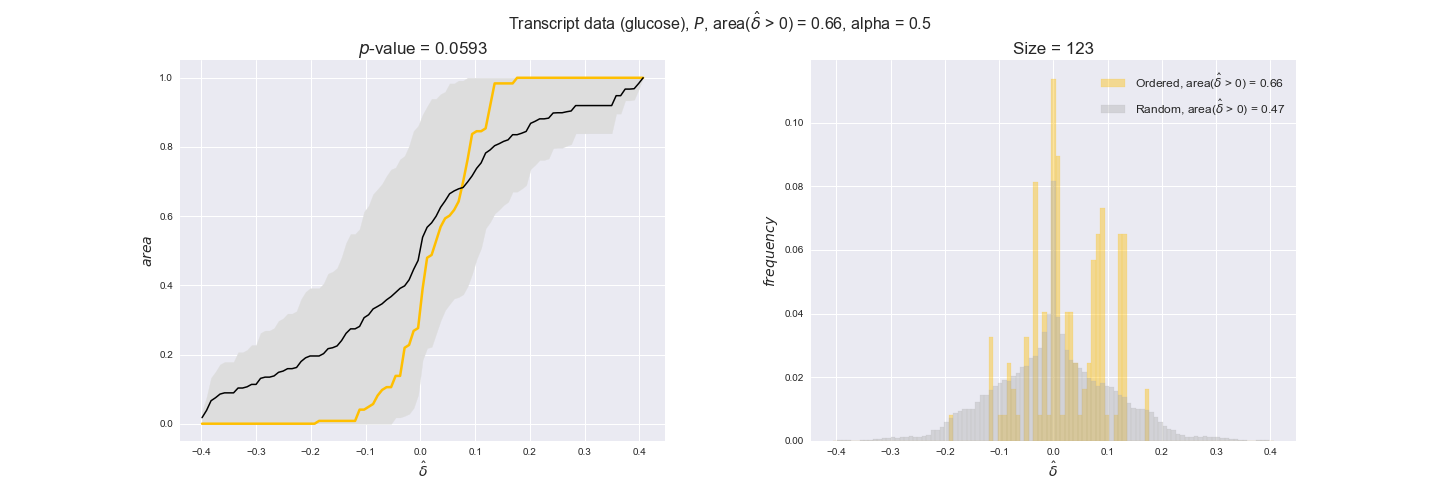 Transcript data (glucose), P, area(δ̂ > 0) = 0.66, alpha = 0.5
p-value = 0.0593
1.0
0.8
0.6
0.4
0.2
0.0
area
−0.4 −0.3 −0.2 −0.1 0.0 0.1 0.2 0.3 0.4
δ̂
Size = 123
Ordered, area(δ̂ > 0) = 0.66
Random, area(δ̂ > 0) = 0.47
0.10
0.08
0.06
0.04
0.02
0.00
frequency
−0.4 −0.3 −0.2 −0.1 0.0 0.1 0.2 0.3 0.4
δ̂